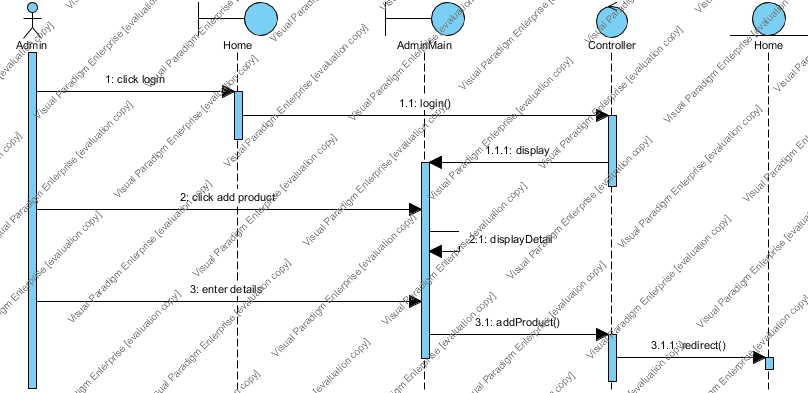 Admin
Home
AdminMain
Controller
Home
1: click login
1.1: login()
1.1.1: display
2: click add product
2.1: displayDetail
3: enter details
3.1: addProduct()
3.1.1: redirect()
Visual Paradigm Enterprise [evaluation copy]